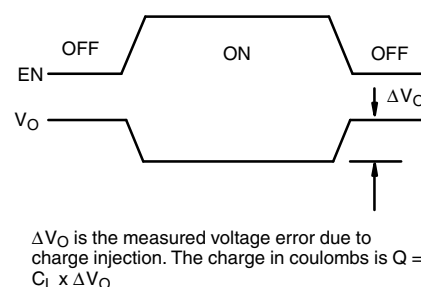 OFF
ON
OFF
EN
ΔVO
VO
ΔVO is the measured voltage error due to
charge injection. The charge in coulombs is Q =
CL x ΔVO